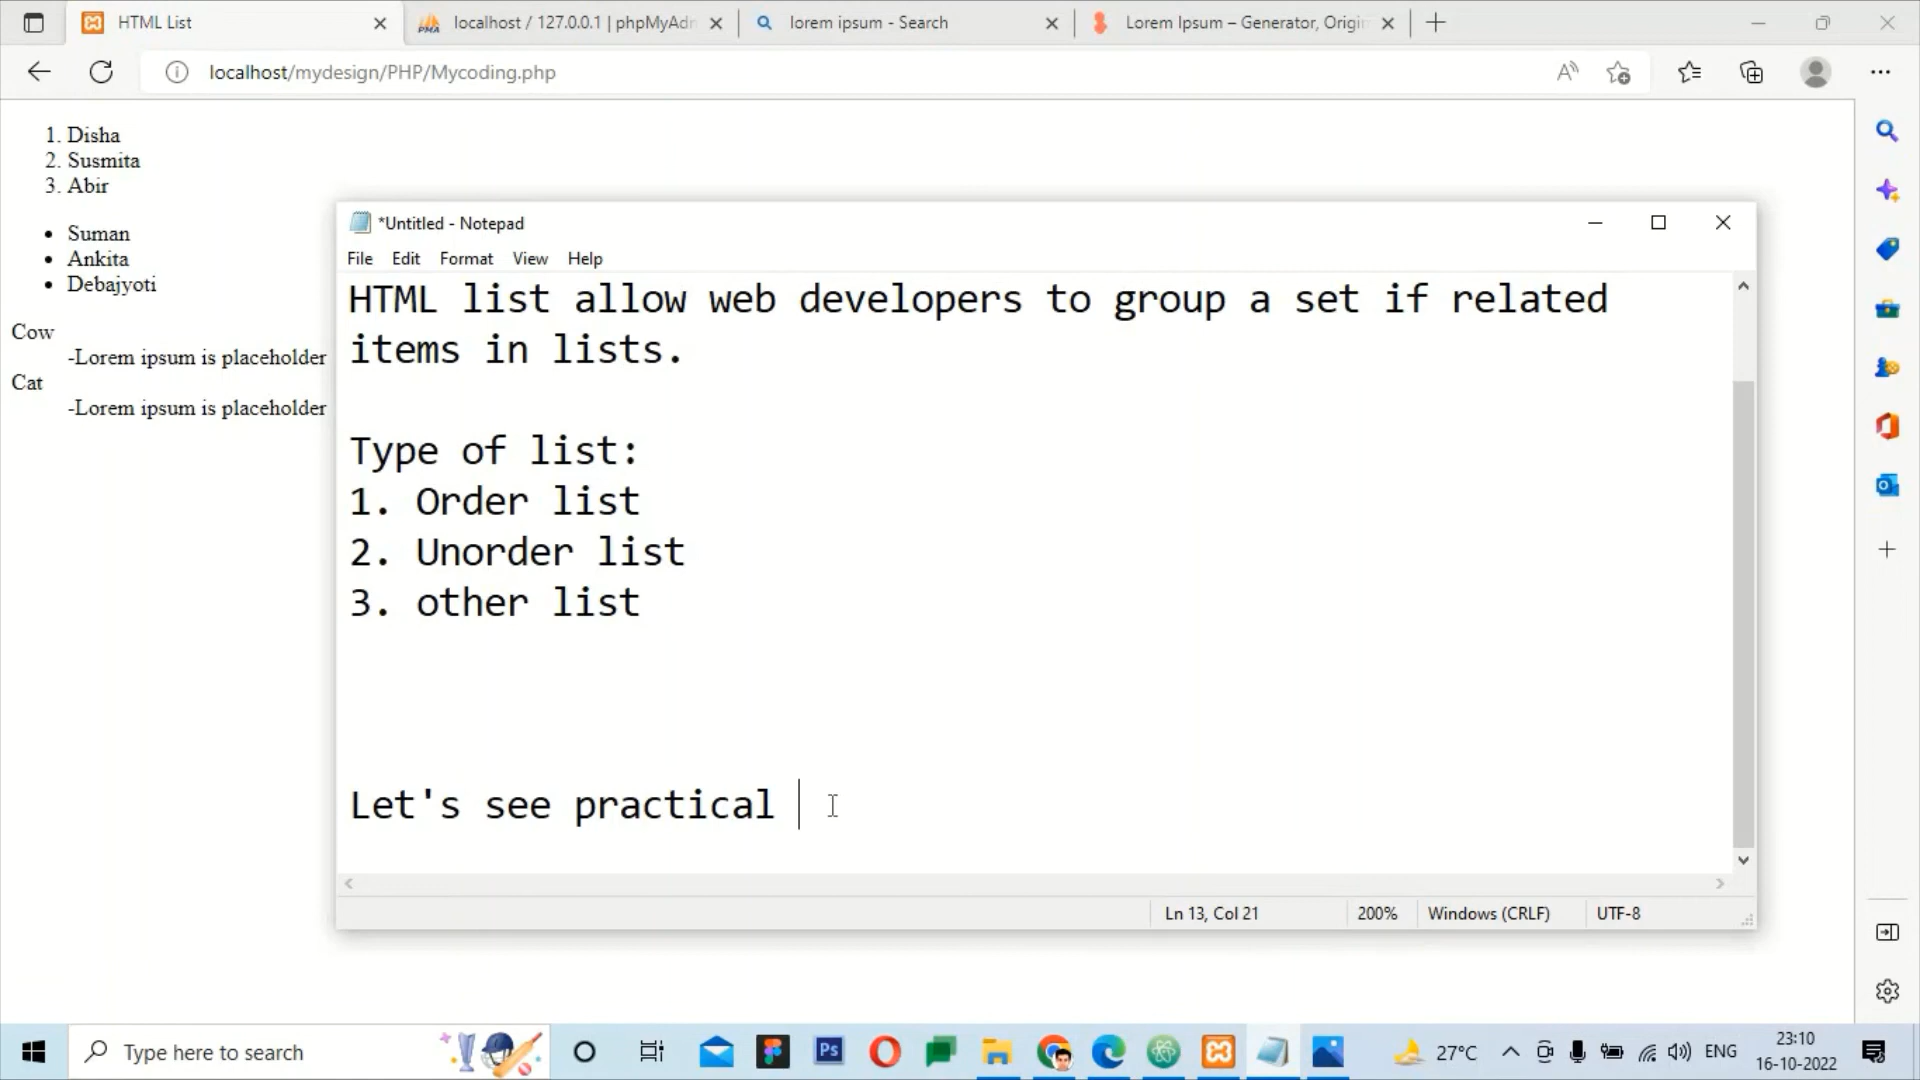 HTML List
localhost / 127.0.0.1 | phpMyAdn
lorem ipsum - Search
Lorem Ipsum – Generator, Origin
localhost/mydesign/PHP/Mycoding.php
1. Disha
2. Susmita
3. Abir
• Suman
• Ankita
• Debajyoti
Cow
-Lorem ipsum is placeholder
Cat
-Lorem ipsum is placeholder
*Untitled - Notepad
File Edit Format View Help
HTML list allow web developers to group a set if related
items in lists.
Type of list:
1. Order list
2. Unorder list
3. other list
Let's see practical
Ln 13, Col 21
200%
Windows (CRLF)
UTF-8
Type here to search
Ps
27°C
ENG
23:10
16-10-2022